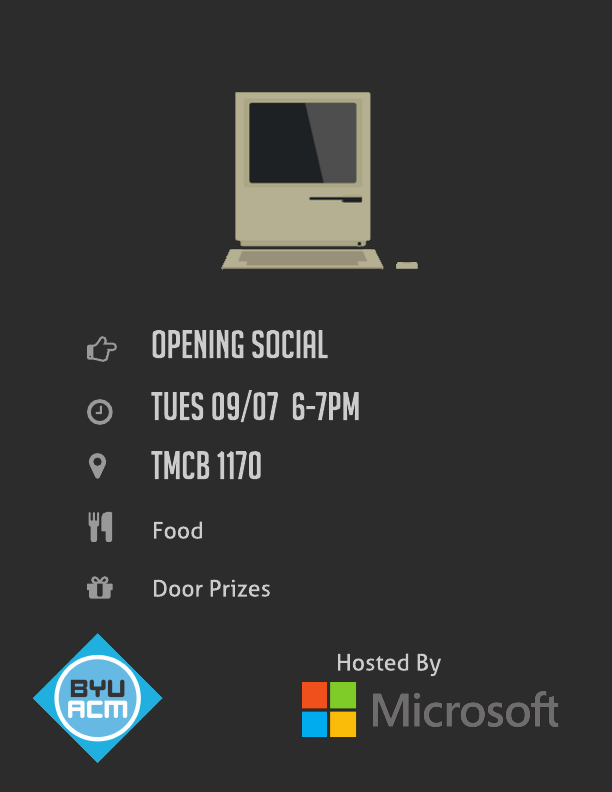 OPENING SOCIAL
TUES 09/07 6-7PM
TMCB 1170
Food
Door Prizes
BYU
ACM
Hosted By
Microsoft